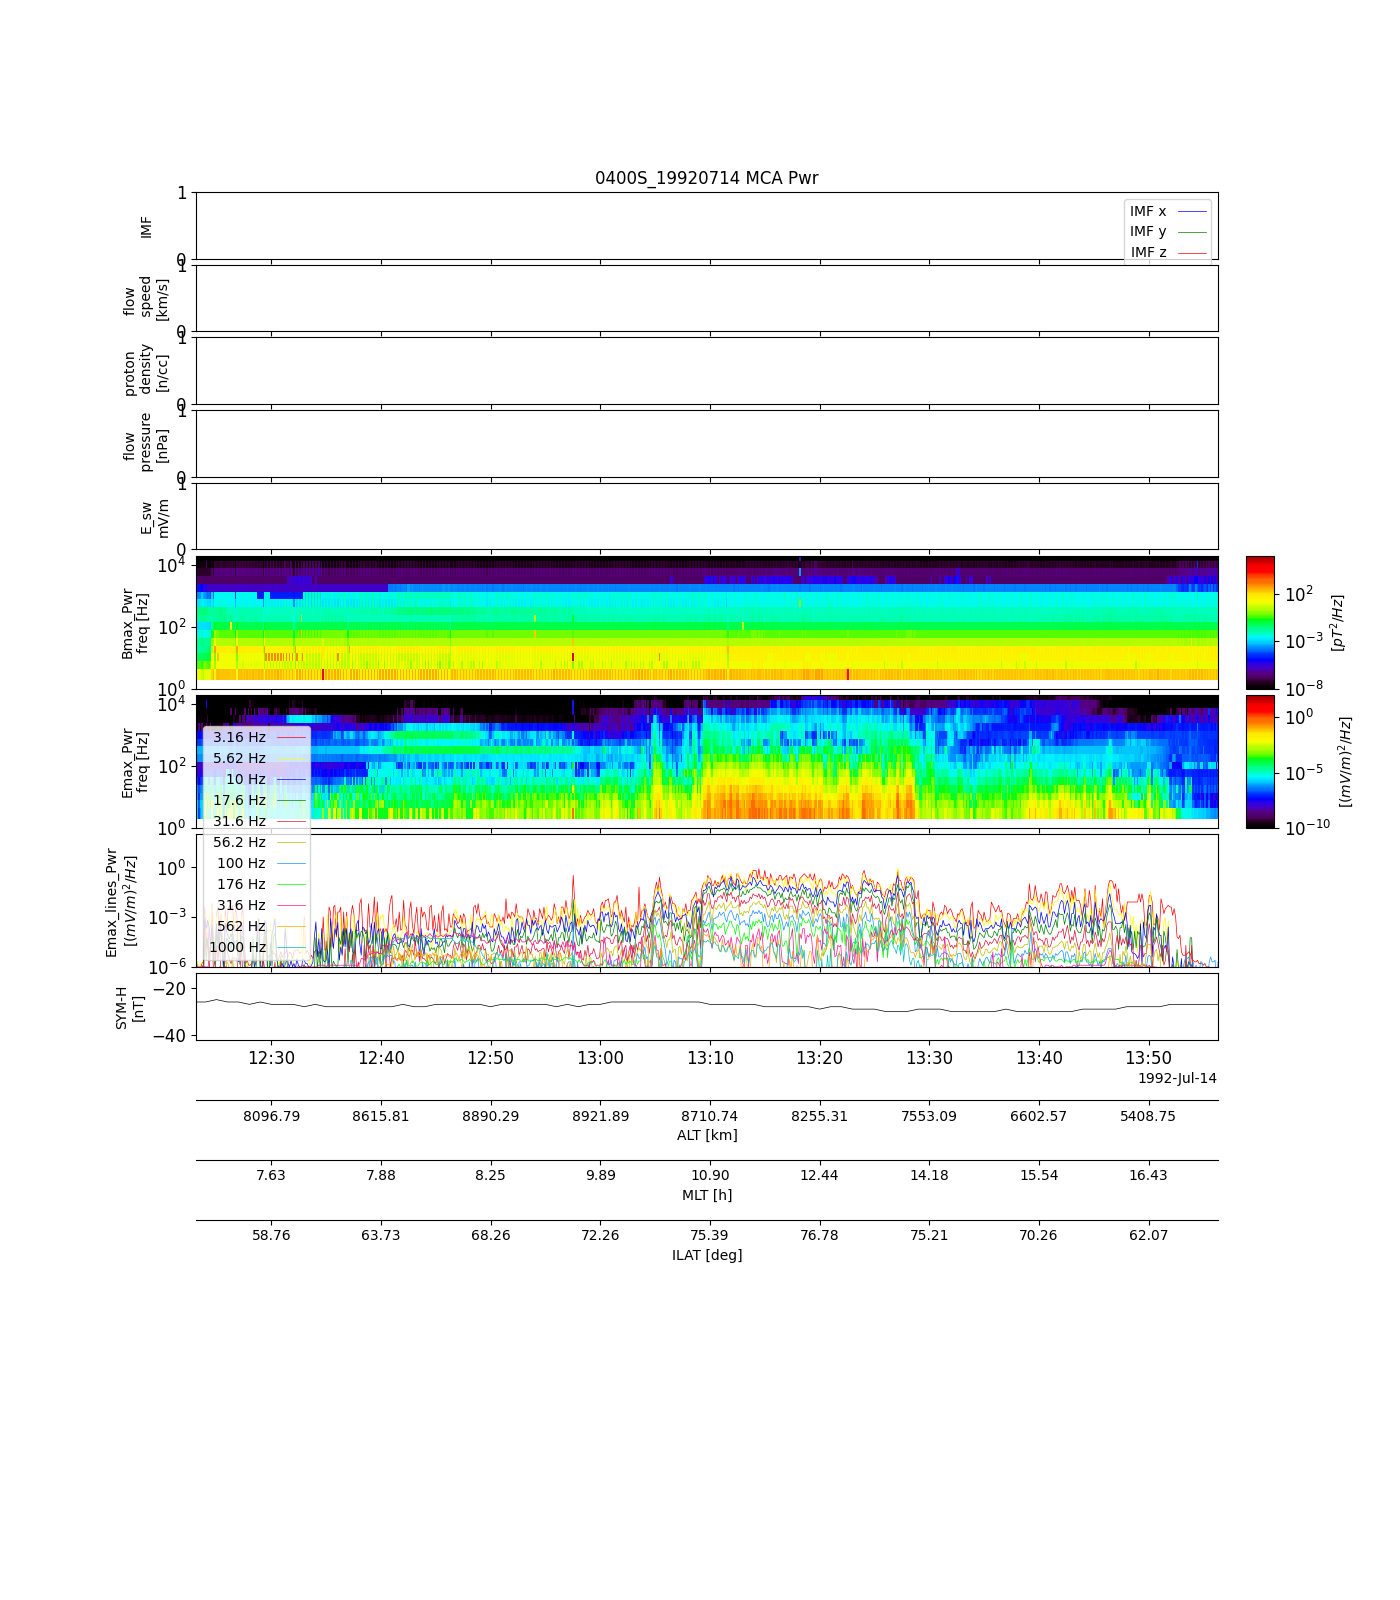 0400S_19920714 MCA Pwr
1
IMF
0
IMF x
IMF y
IMF z
1
flow
speed
[km/s]
0
1
proton
density
[n/cc]
0
1
flow
pressure
[nPa]
0
1
E_sw
mV/m
0
10^4
10^2
10^0
Bmax_Pwr
freq [Hz]
10^2
10^-3
10^-8
[pT^2/Hz]
10^4
10^2
10^0
Emax_Pwr
freq [Hz]
10^0
10^-5
10^-10
[(mV/m)^2/Hz]
3.16 Hz
5.62 Hz
10 Hz
17.6 Hz
31.6 Hz
56.2 Hz
100 Hz
176 Hz
316 Hz
562 Hz
1000 Hz
10^0
10^-3
10^-6
Emax_lines_Pwr
[(mV/m)^2/Hz]
−20
−40
SYM-H
[nT]
12:30 12:40 12:50 13:00 13:10 13:20 13:30 13:40 13:50
1992-Jul-14
8096.79 8615.81 8890.29 8921.89 8710.74 8255.31 7553.09 6602.57 5408.75
ALT [km]
7.63 7.88 8.25 9.89 10.90 12.44 14.18 15.54 16.43
MLT [h]
58.76 63.73 68.26 72.26 75.39 76.78 75.21 70.26 62.07
ILAT [deg]